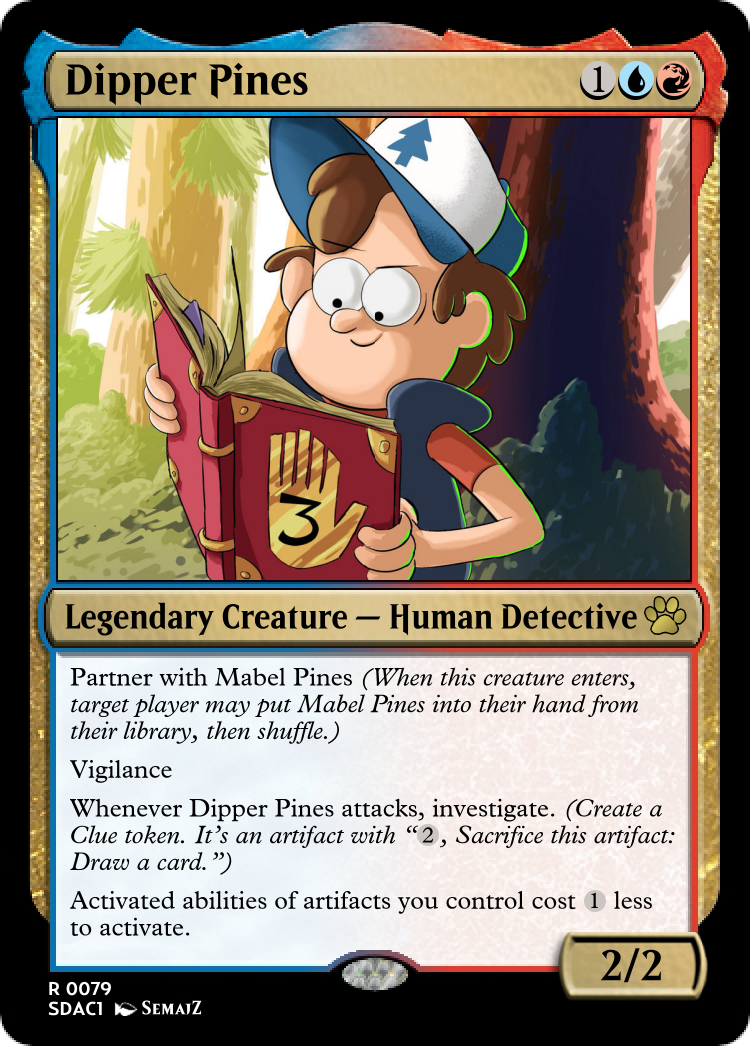 Dipper Pines 1
3
Legendary Creature — Human Detective
Partner with Mabel Pines (When this creature enters,
target player may put Mabel Pines into their hand from
their library, then shuffle.)
Vigilance
Whenever Dipper Pines attacks, investigate. (Create a
Clue token. It's an artifact with “2, Sacrifice this artifact:
Draw a card.”)
Activated abilities of artifacts you control cost 1 less
to activate.
2/2
R 0079
SDAC1 SemajZ